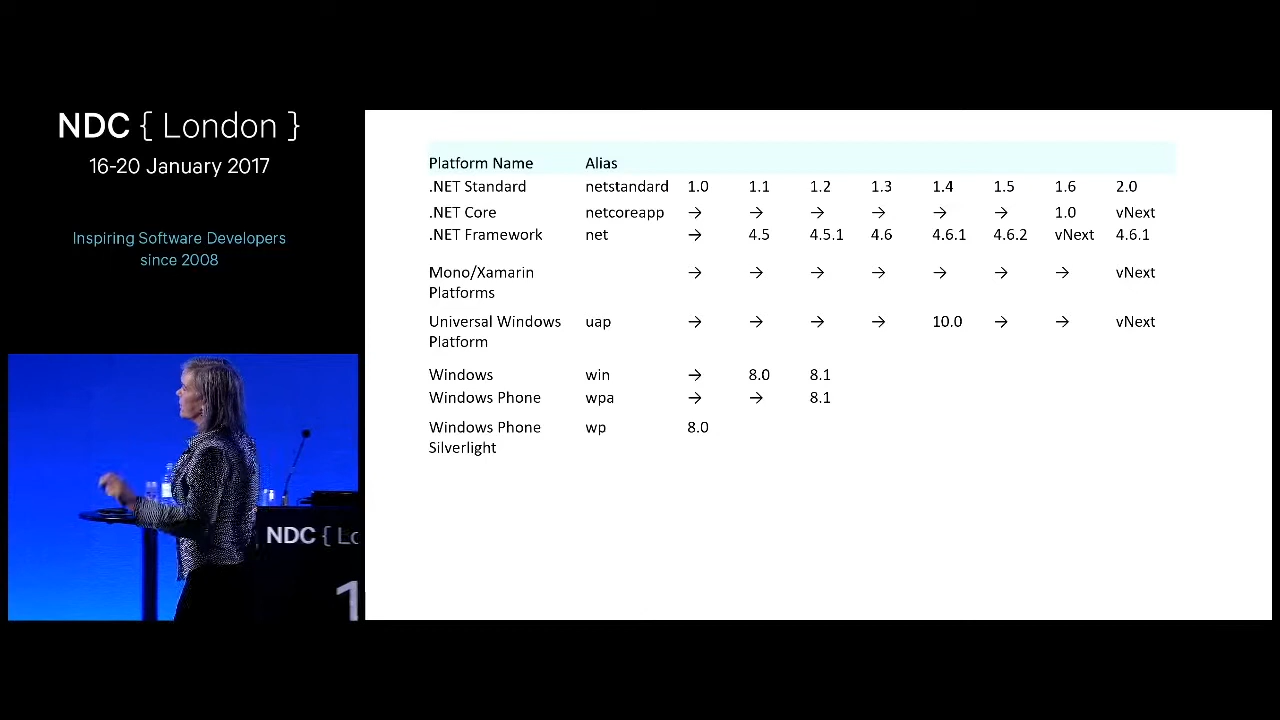 NDC { London }
16-20 January 2017
Inspiring Software Developers
since 2008
Platform Name Alias
.NET Standard netstandard 1.0 1.1 1.2 1.3 1.4 1.5 1.6 2.0
.NET Core netcoreapp → → → → → → 1.0 vNext
.NET Framework net → 4.5 4.5.1 4.6 4.6.1 4.6.2 vNext 4.6.1
Mono/Xamarin
Platforms → → → → → → → vNext
Universal Windows
Platform uap → → → → 10.0 → → vNext
Windows win → 8.0 8.1
Windows Phone wpa → → 8.1
Windows Phone
Silverlight wp 8.0
NDC { Lo
1